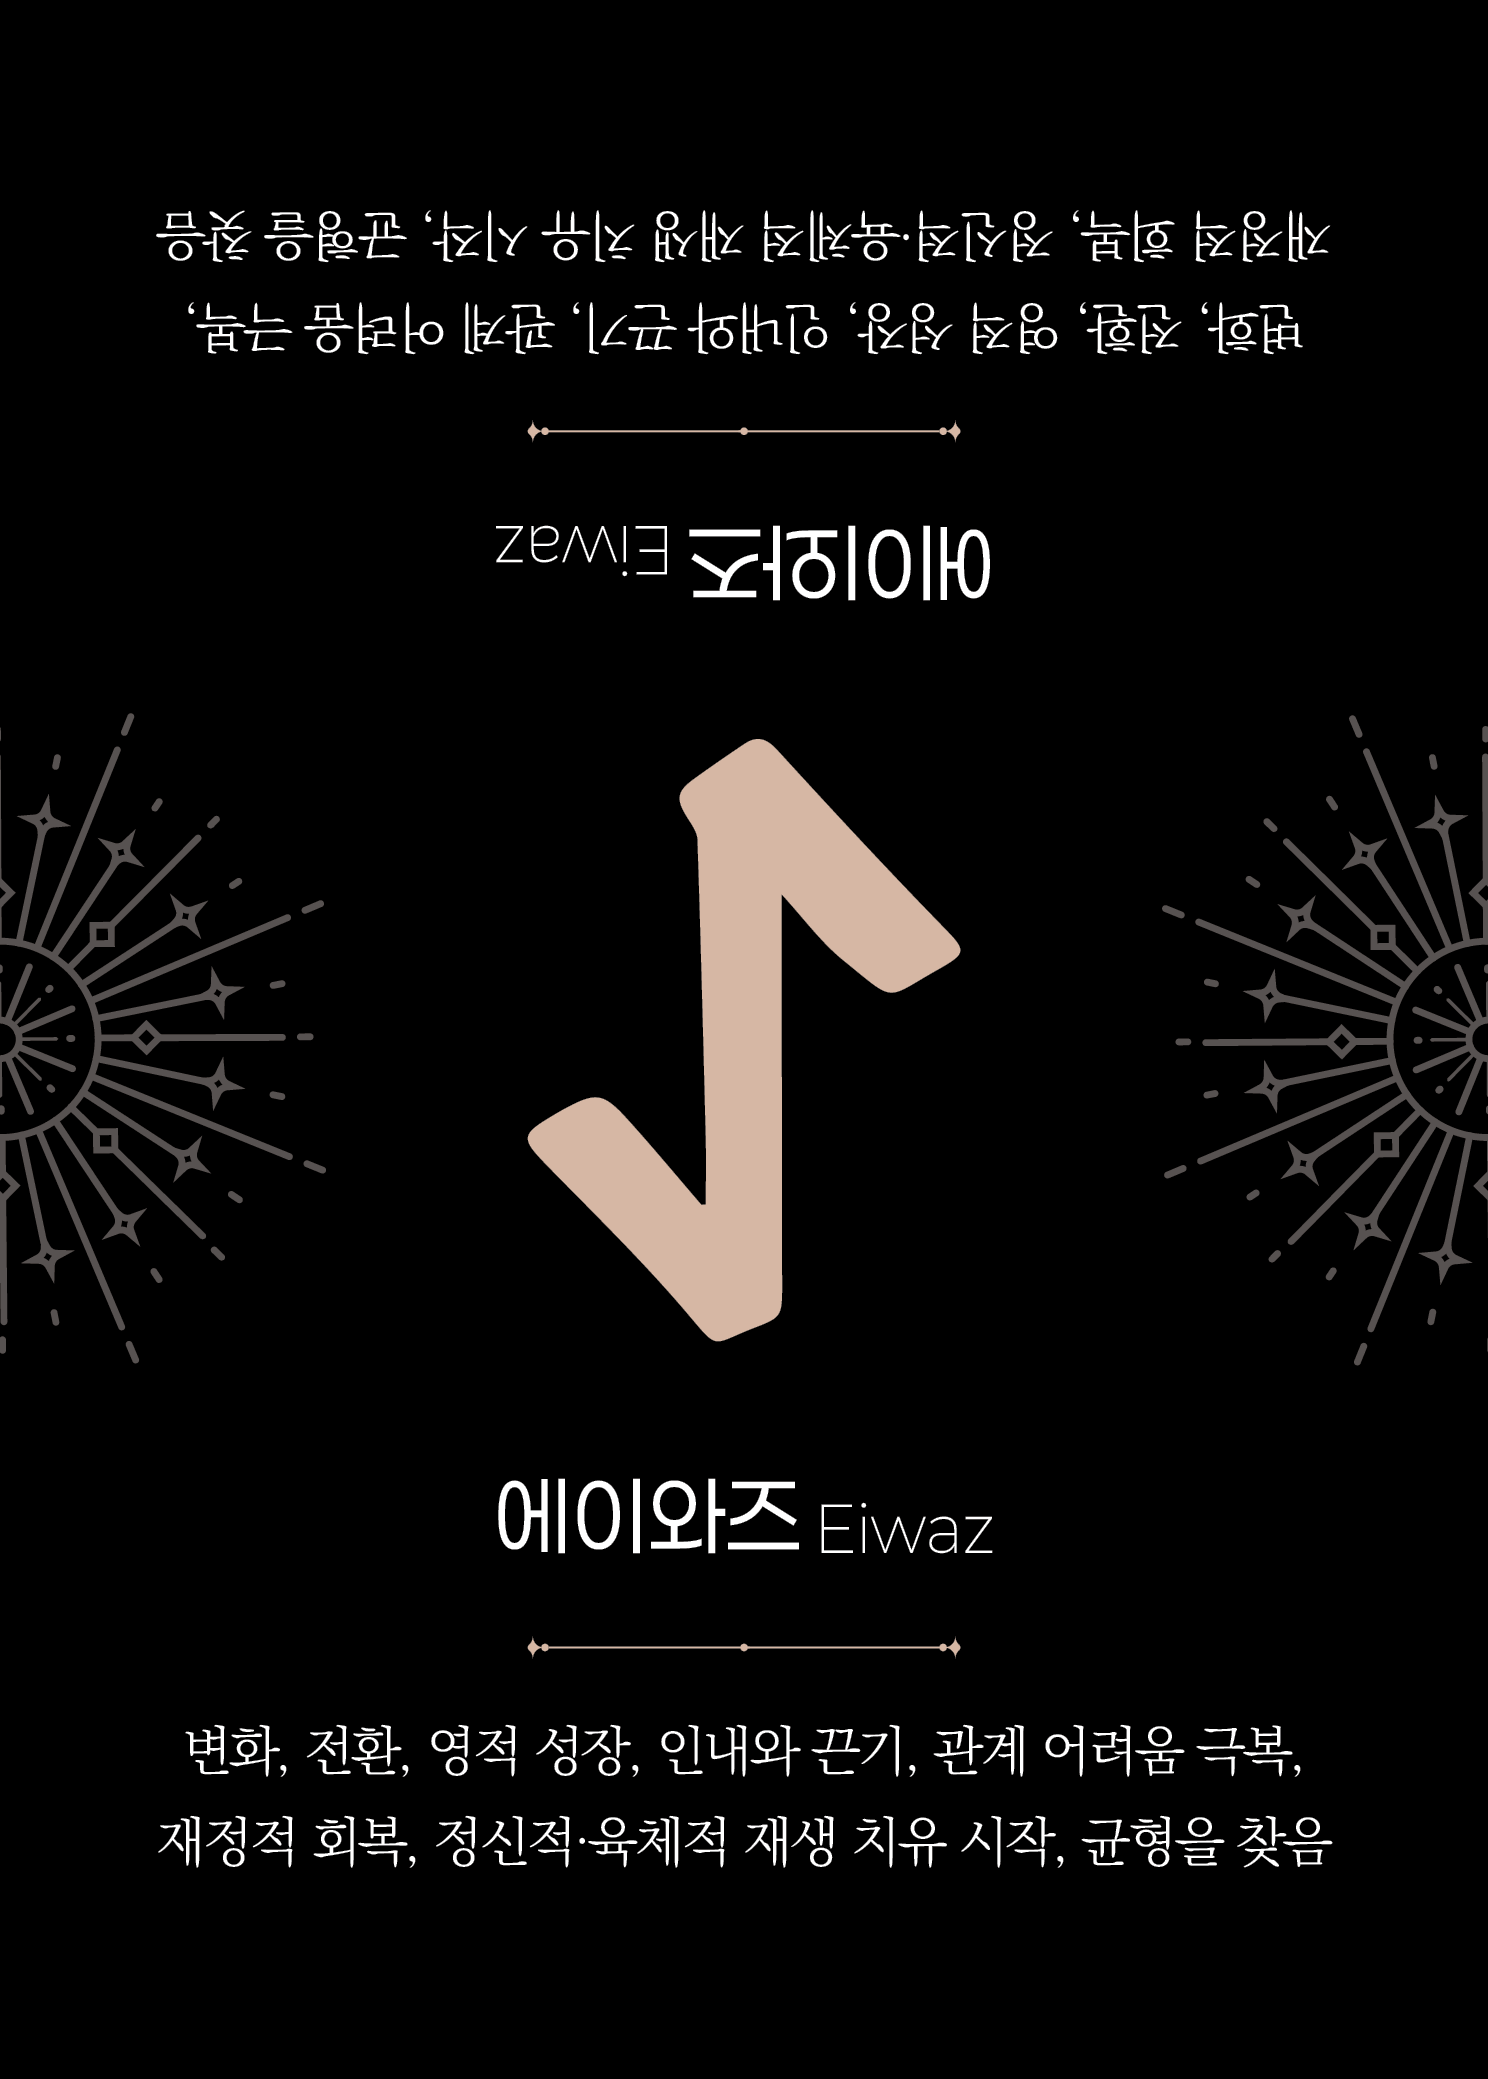 재정적 회복, 정신적·육체적 재생 치유 시작, 균형을 찾음
변화, 전환, 영적 성장, 인내와 끈기, 관계 어려움 극복,
에이와즈 Eiwaz
에이와즈 Eiwaz
변화, 전환, 영적 성장, 인내와 끈기, 관계 어려움 극복,
재정적 회복, 정신적·육체적 재생 치유 시작, 균형을 찾음